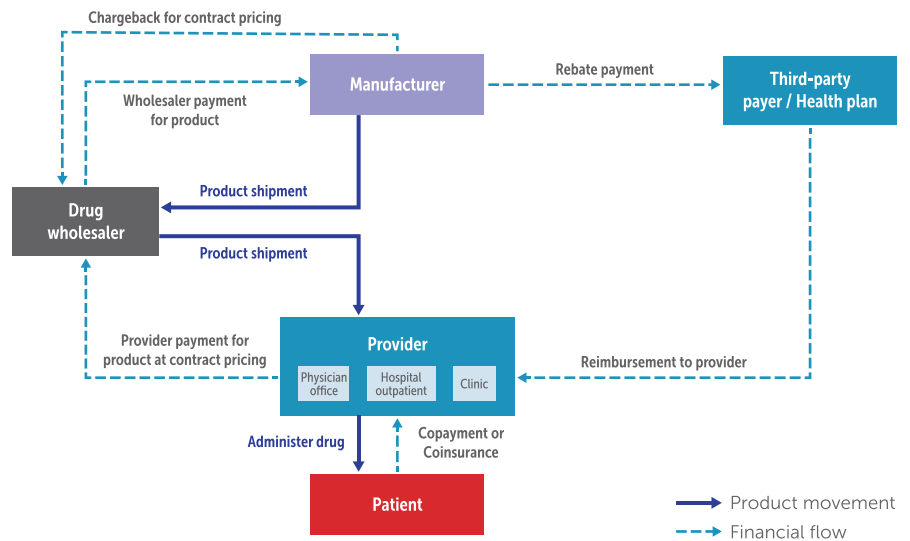 Chargeback for contract pricing
Manufacturer
Rebate payment
Third-party
payer / Health plan
Wholesaler payment
for product
Product shipment
Drug
wholesaler
Product shipment
Provider payment for
product at contract pricing
Provider
Physician
office
Hospital
outpatient
Clinic
Reimbursement to provider
Administer drug
Copayment or
Coinsurance
Patient
Product movement
Financial flow